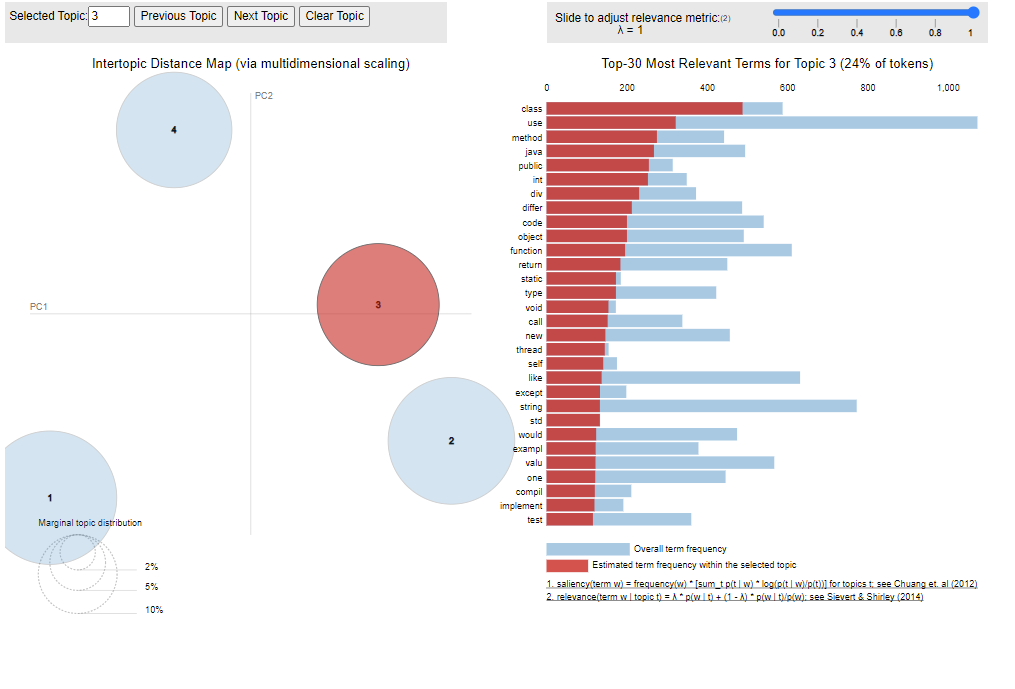 Selected Topic: 3 Previous Topic Next Topic Clear Topic
Slide to adjust relevance metric:(2)
λ = 1
0.0 0.2 0.4 0.6 0.8 1
Intertopic Distance Map (via multidimensional scaling)
PC2
PC1
4
3
2
1
Marginal topic distribution
2%
5%
10%
Top-30 Most Relevant Terms for Topic 3 (24% of tokens)
0 200 400 600 800 1,000
class
use
method
java
public
int
div
differ
code
object
function
return
static
type
void
call
new
thread
self
like
except
string
std
would
exampl
valu
one
compil
implement
test
Overall term frequency
Estimated term frequency within the selected topic
1. saliency(term w) = frequency(w) * [sum_t p(t | w) * log(p(t | w)/p(t))] for topics t; see Chuang et. al (2012)
2. relevance(term w | topic t) = λ * p(w | t) + (1 - λ) * p(w | t)/p(w); see Sievert & Shirley (2014)